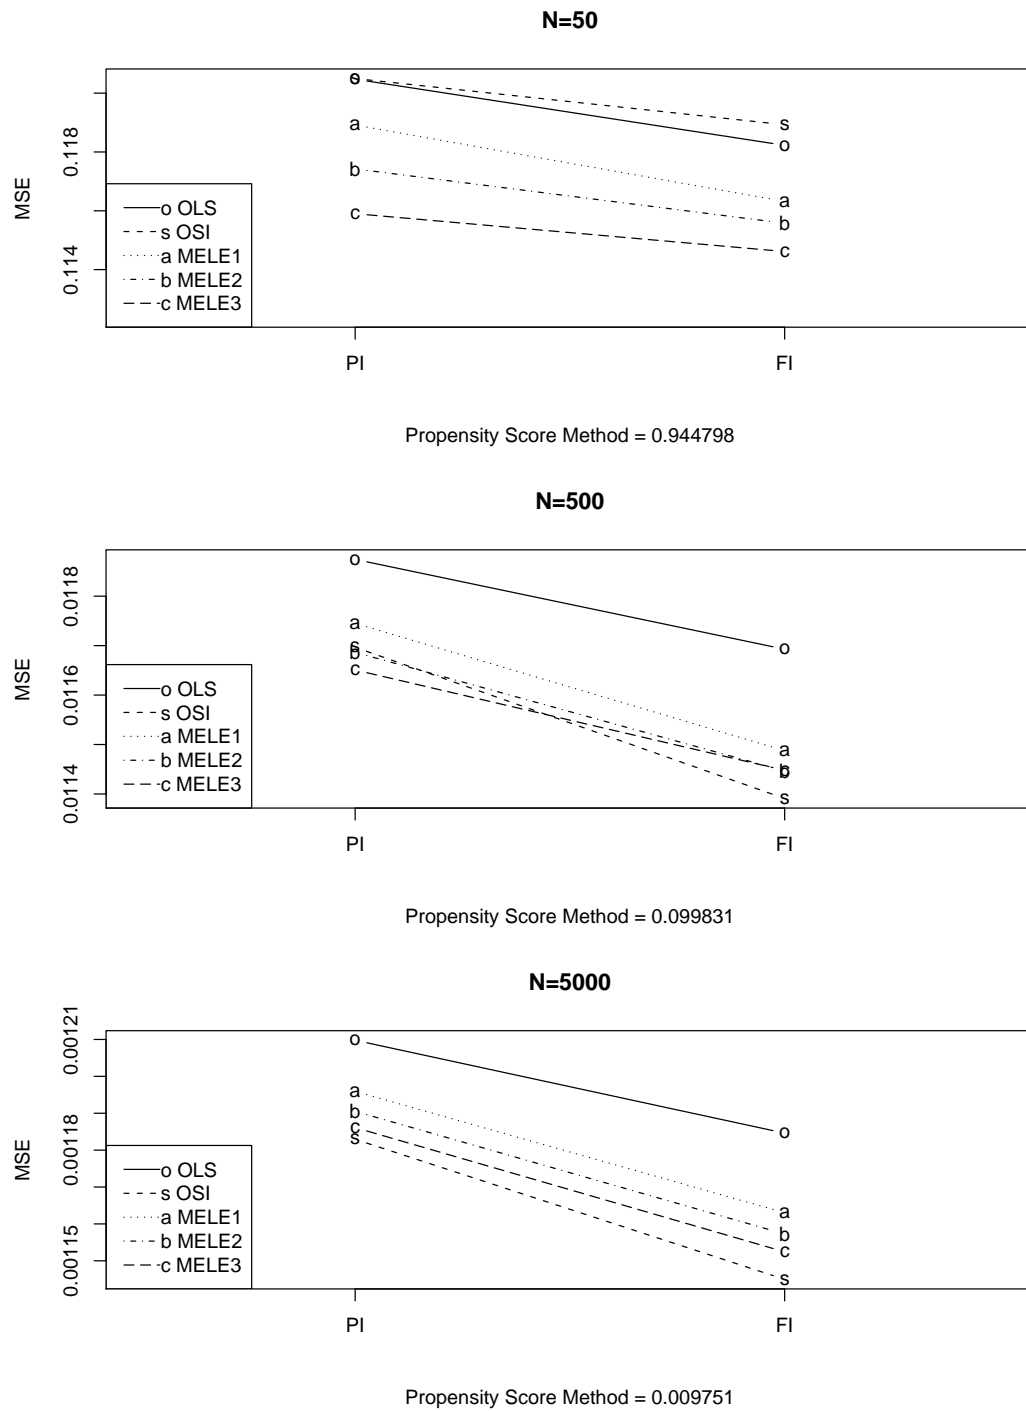 N=50
MSE
0.118
0.114
o
s
a
b
c
s
o
a
b
c
o OLS
s OSI
a MELE1
b MELE2
c MELE3
PI
FI
Propensity Score Method = 0.944798
N=500
MSE
0.0118
0.0116
0.0114
o
a
s
b
c
o
a
b
c
s
o OLS
s OSI
a MELE1
b MELE2
c MELE3
PI
FI
Propensity Score Method = 0.099831
N=5000
MSE
0.00121
0.00118
0.00115
o
a
b
c
s
o
a
b
c
s
o OLS
s OSI
a MELE1
b MELE2
c MELE3
PI
FI
Propensity Score Method = 0.009751